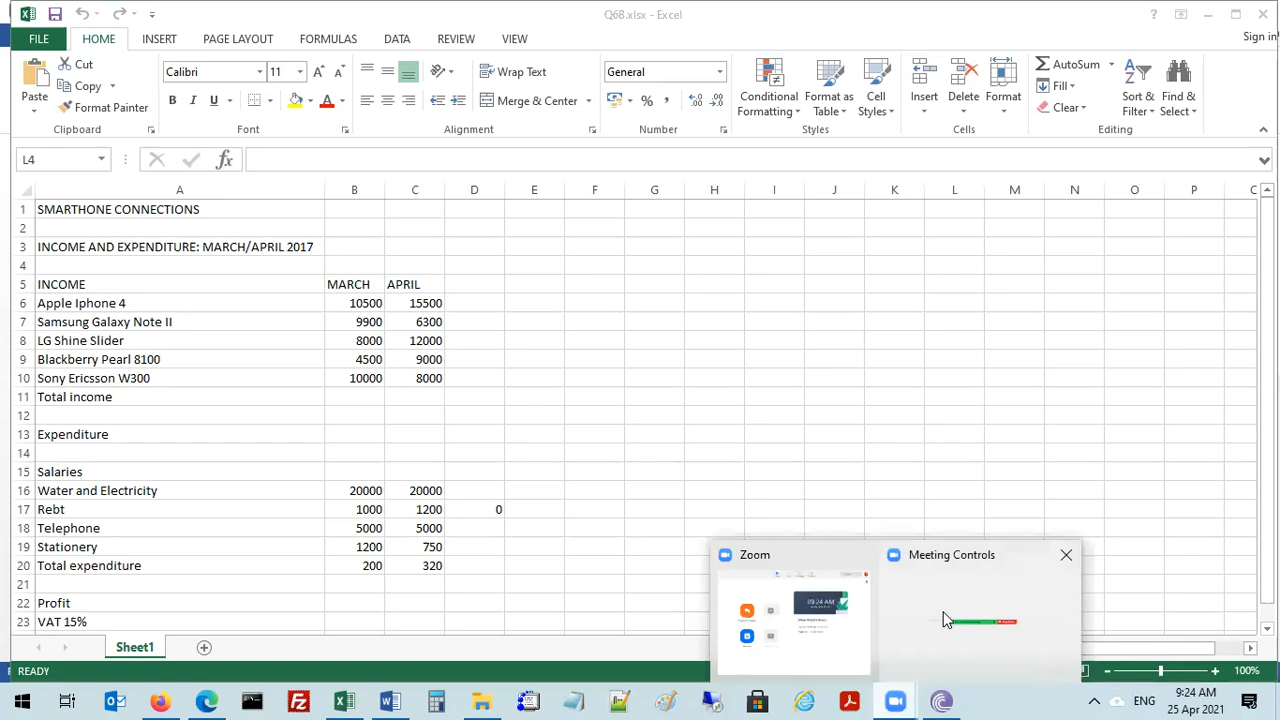 Q6B.xlsx - Excel
?
Sign in
FILE HOME INSERT PAGE LAYOUT FORMULAS DATA REVIEW VIEW
Paste
Cut
Copy
Format Painter
Clipboard
Calibri 11
B I U
Font
Wrap Text
Merge & Center
Alignment
General
%
Number
Conditional Formatting
Format as Table
Cell Styles
Styles
Insert
Delete
Format
Cells
AutoSum
Fill
Clear
Sort & Filter
Find & Select
Editing
L4 fx
A B C D E F G H I J K L M N O P
1 SMARTHONE CONNECTIONS
2
3 INCOME AND EXPENDITURE: MARCH/APRIL 2017
4
5 INCOME MARCH APRIL
6 Apple Iphone 4 10500 15500
7 Samsung Galaxy Note II 9900 6300
8 LG Shine Slider 8000 12000
9 Blackberry Pearl 8100 4500 9000
10 Sony Ericsson W300 10000 8000
11 Total income
12
13 Expenditure
14
15 Salaries
16 Water and Electricity 20000 20000
17 Rebt 1000 1200 0
18 Telephone 5000 5000
19 Stationery 1200 750
20 Total expenditure 200 320
21
22 Profit
23 VAT 15%
Zoom
Meeting Controls
09:24 AM
Sheet1
READY
100%
ENG
9:24 AM
25 Apr 2021